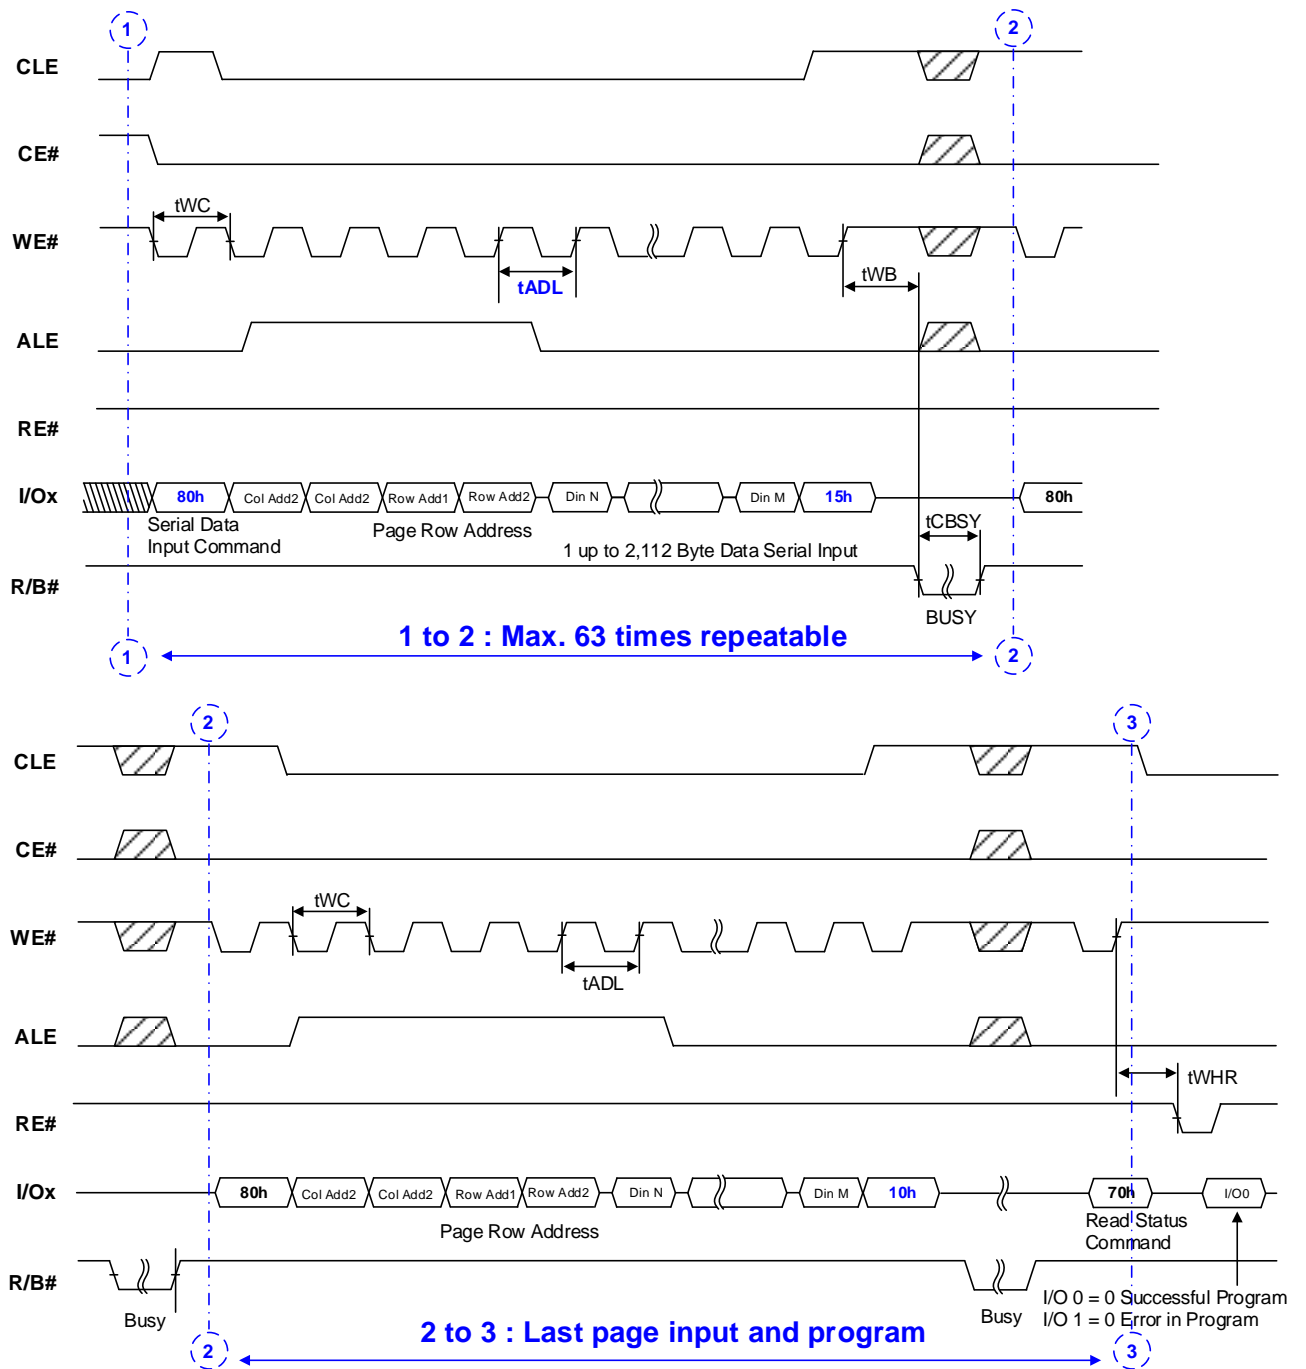 1 2
CLE
CE#
tWC
WE#
tADL
tWB
ALE
RE#
I/Ox 80h Col Add2 Col Add2 Row Add1 Row Add2 Din N Din M 15h 80h
Serial Data
Input Command
Page Row Address
tCBSY
1 up to 2,112 Byte Data Serial Input
R/B#
BUSY
1 to 2 : Max. 63 times repeatable
1 2
2 3
CLE
CE#
tWC
WE#
tADL
ALE
tWHR
RE#
I/Ox 80h Col Add2 Col Add2 Row Add1 Row Add2 Din N Din M 10h 70h I/O0
Page Row Address
Read Status
Command
R/B#
Busy Busy
I/O 0 = 0 Successful Program
I/O 1 = 0 Error in Program
2 to 3 : Last page input and program
2 3